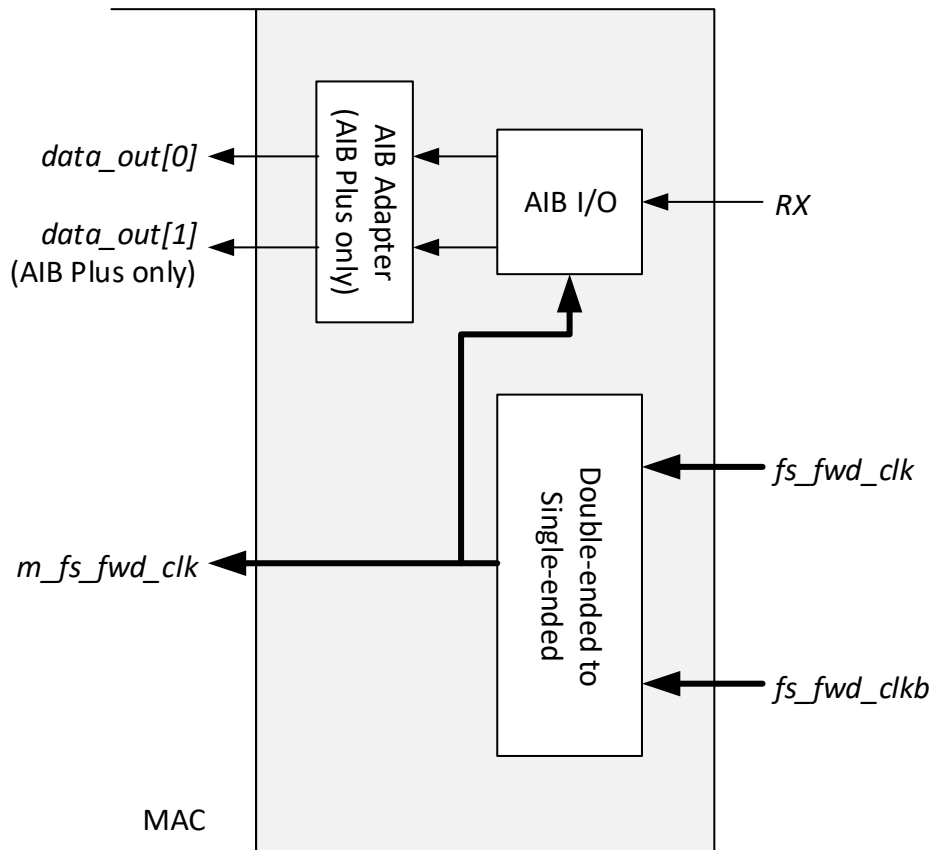 data_out[0]
data_out[1]
(AIB Plus only)
AIB Adapter
(AIB Plus only)
AIB I/O
RX
m_fs_fwd_clk
Double-ended to
Single-ended
fs_fwd_clk
fs_fwd_clkb
MAC